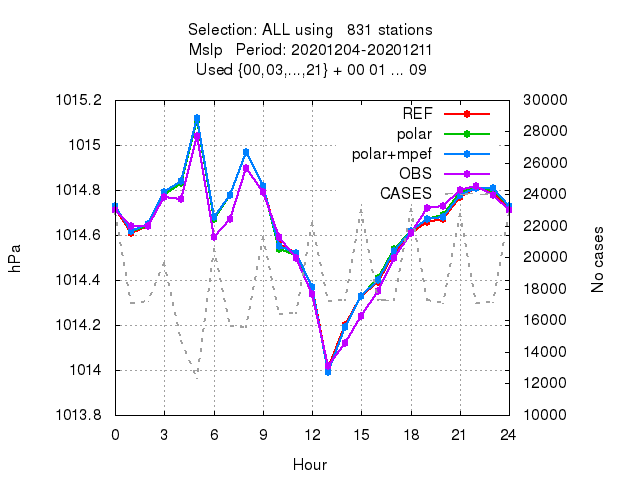 Selection: ALL using   831 stations
Mslp   Period: 20201204-20201211
Used {00,03,...,21} + 00 01 ... 09
1015.2
1015
1014.8
1014.6
1014.4
1014.2
1014
1013.8
hPa
REF
polar
polar+mpef
OBS
CASES
30000
28000
26000
24000
22000
20000
18000
16000
14000
12000
10000
No cases
0 3 6 9 12 15 18 21 24
Hour